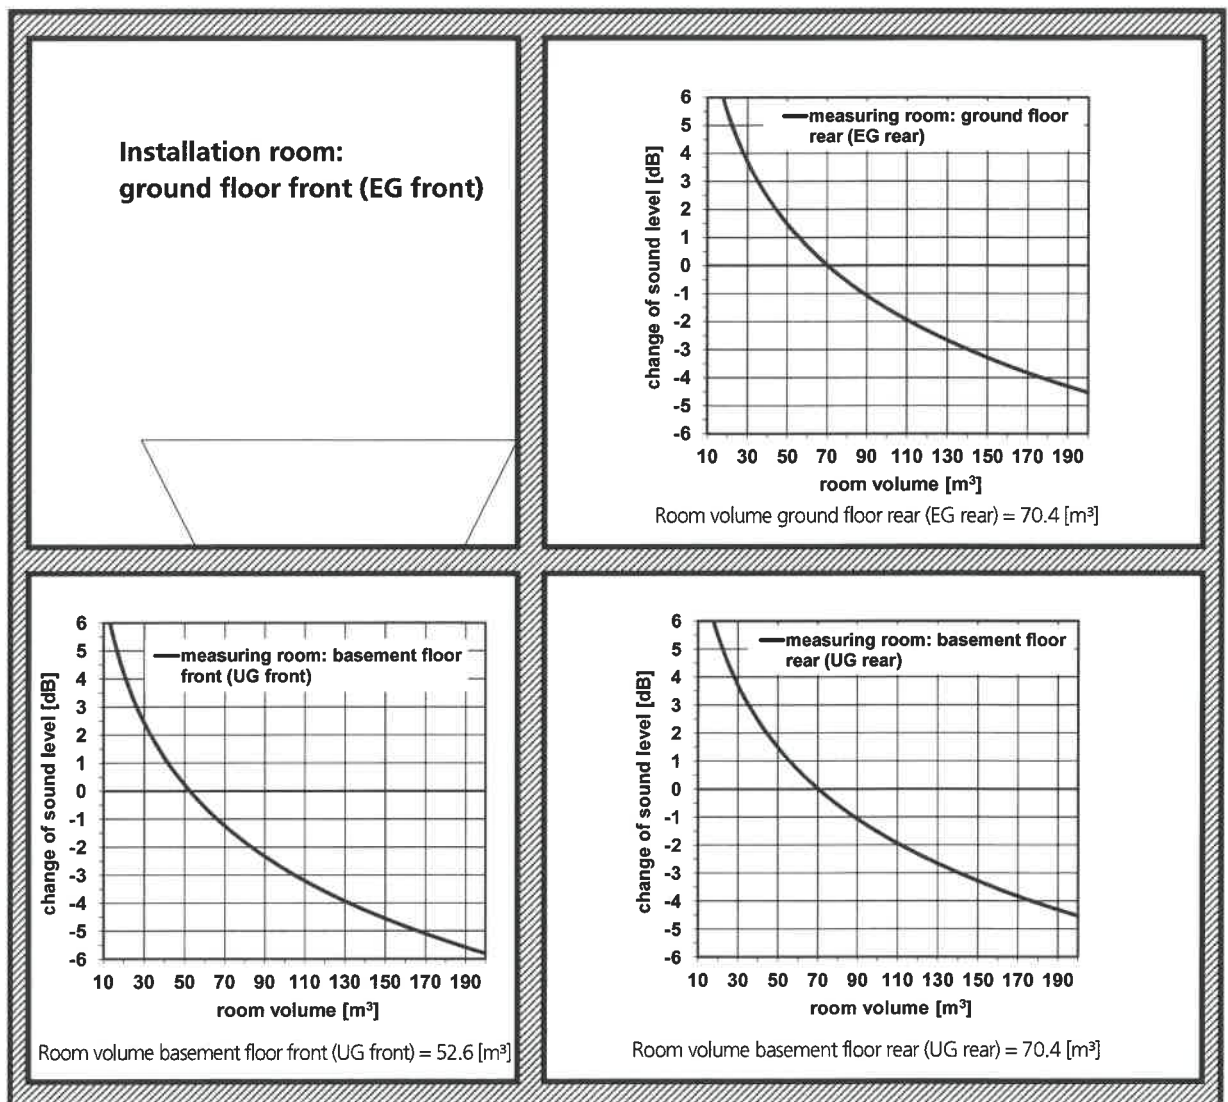 Installation room:
ground floor front (EG front)
6
5
4
3
2
1
0
-1
-2
-3
-4
-5
-6
change of sound level [dB]
measuring room: ground floor
rear (EG rear)
10 30 50 70 90 110 130 150 170 190
room volume [m³]
Room volume ground floor rear (EG rear) = 70.4 [m³]
6
5
4
3
2
1
0
-1
-2
-3
-4
-5
-6
change of sound level [dB]
measuring room: basement floor
front (UG front)
10 30 50 70 90 110 130 150 170 190
room volume [m³]
Room volume basement floor front (UG front) = 52.6 [m³]
6
5
4
3
2
1
0
-1
-2
-3
-4
-5
-6
change of sound level [dB]
measuring room: basement floor
rear (UG rear)
10 30 50 70 90 110 130 150 170 190
room volume [m³]
Room volume basement floor rear (UG rear) = 70.4 [m³]